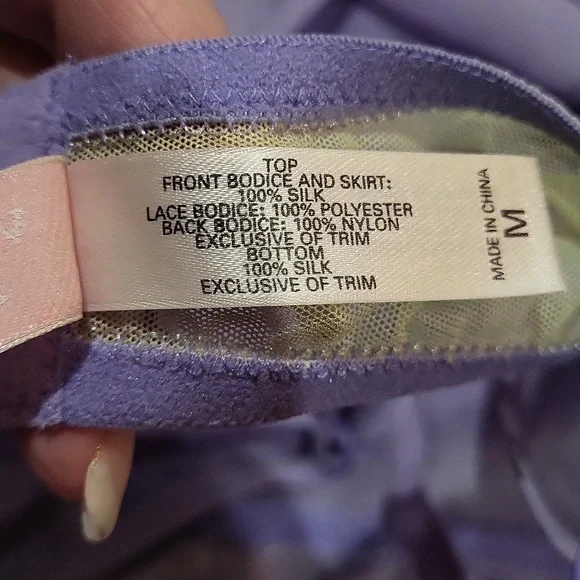 TOP
FRONT BODICE AND SKIRT:
100% SILK
LACE BODICE: 100% POLYESTER
BACK BODICE: 100% NYLON
EXCLUSIVE OF TRIM
BOTTOM
100% SILK
EXCLUSIVE OF TRIM
MADE IN CHINA
M